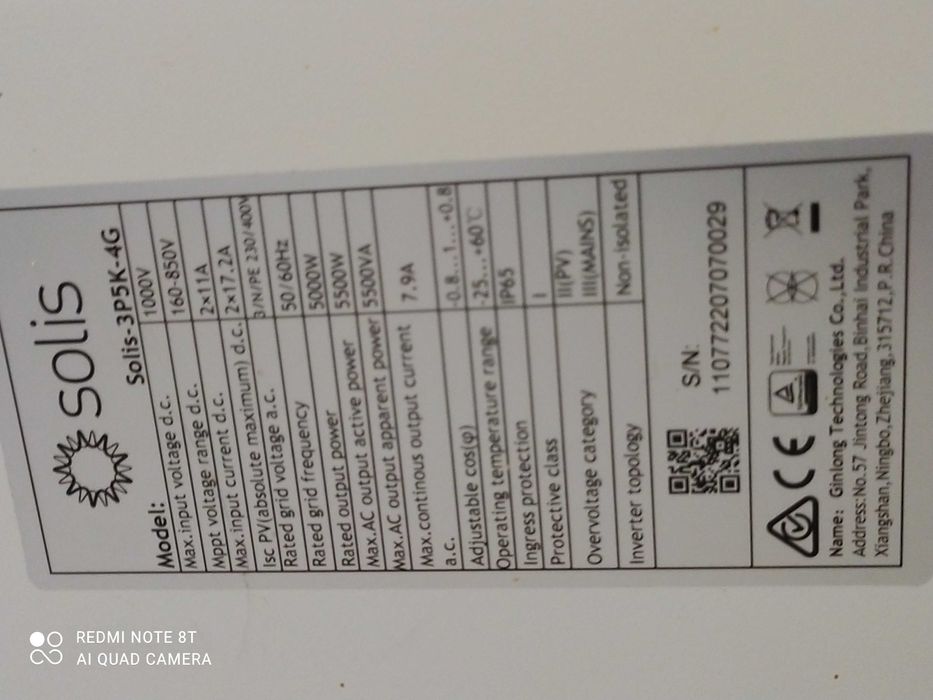 solis
Model: Solis-3P5K-4G
Max.input voltage d.c. 1000V
Mppt voltage range d.c. 160-850V
Max.input current d.c. 2×11A
Isc PV(absolute maximum) d.c. 2×17.2A
Rated grid voltage a.c. 3/N/PE 230/400V
Rated grid frequency 50/60Hz
Rated output power 5000W
Max.AC output active power 5500W
Max.AC output apparent power 5500VA
Max.continous output current a.c. 7.9A
Adjustable cos(φ) -0.8...1...+0.8
Operating temperature range -25...+60℃
Ingress protection IP65
Protective class I
Overvoltage category II(PV) III(MAINS)
Inverter topology Non-Isolated
S/N:
110772207070029
CE
Name: Ginlong Technologies Co.,Ltd.
Address:No.57 Jintong Road,Binhai Industrial Park,
Xiangshan,Ningbo,Zhejiang,315712,P.R.China
REDMI NOTE 8T
AI QUAD CAMERA